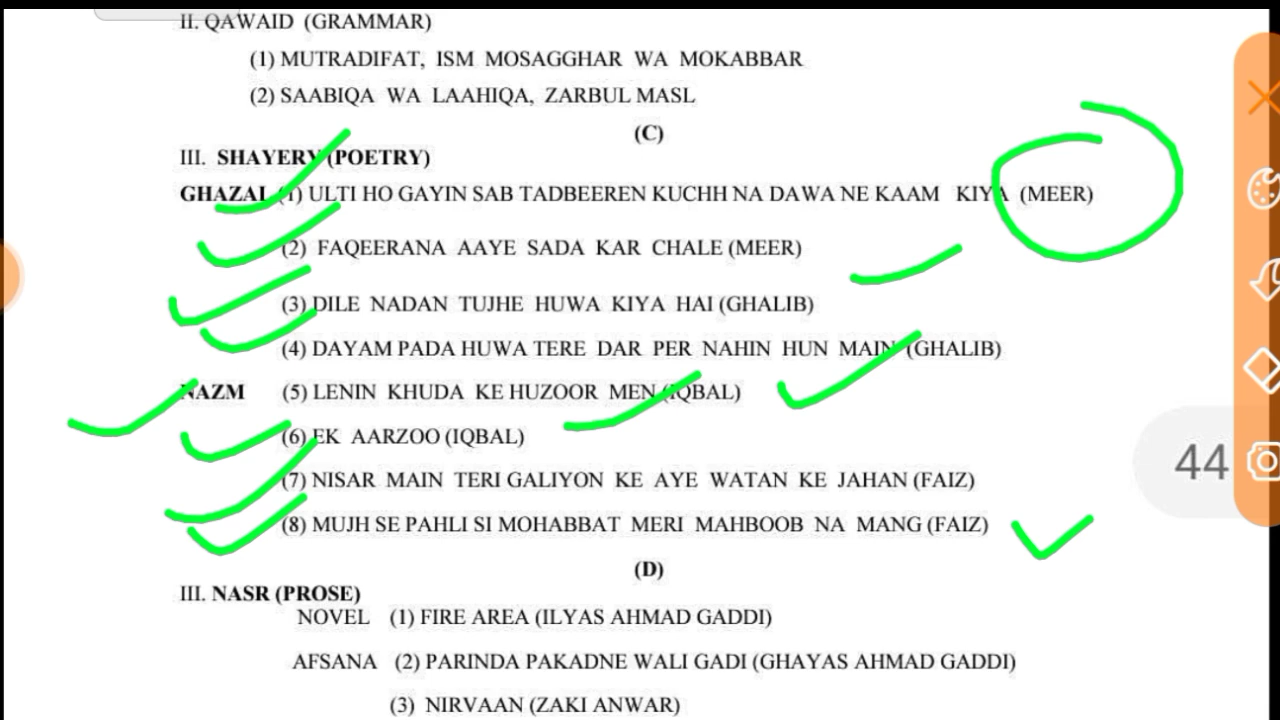 II. QAWAID (GRAMMAR)
(1) MUTRADIFAT, ISM MOSAGGHAR WA MOKABBAR
(2) SAABIQA WA LAAHIQA, ZARBUL MASL
(C)
III. SHAYERY (POETRY)
GHAZAL (1) ULTI HO GAYIN SAB TADBEEREN KUCHH NA DAWA NE KAAM KIYA (MEER)
(2) FAQEERANA AAYE SADA KAR CHALE (MEER)
(3) DILE NADAN TUJHE HUWA KIYA HAI (GHALIB)
(4) DAYAM PADA HUWA TERE DAR PER NAHIN HUN MAIN (GHALIB)
NAZM (5) LENIN KHUDA KE HUZOOR MEN (IQBAL)
(6) EK AARZOO (IQBAL)
44
(7) NISAR MAIN TERI GALIYON KE AYE WATAN KE JAHAN (FAIZ)
(8) MUJH SE PAHLI SI MOHABBAT MERI MAHBOOB NA MANG (FAIZ)
(D)
III. NASR (PROSE)
NOVEL (1) FIRE AREA (ILYAS AHMAD GADDI)
AFSANA (2) PARINDA PAKADNE WALI GADI (GHAYAS AHMAD GADDI)
(3) NIRVAAN (ZAKI ANWAR)